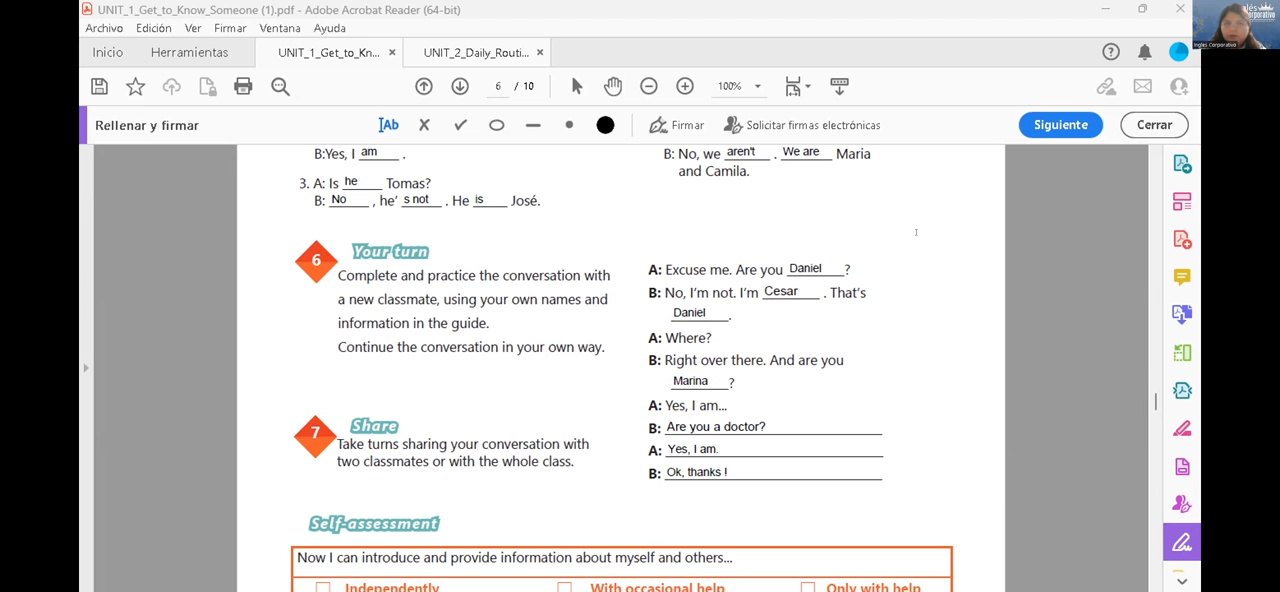 UNIT_1_Get_to_Know_Someone (1).pdf - Adobe Acrobat Reader (64-bit)
Archivo Edición Ver Firmar Ventana Ayuda
Inicio Herramientas UNIT_1_Get_to_Kn... × UNIT_2_Daily_Routi... ×
6 / 10 100%
Rellenar y firmar Ab Firmar Solicitar firmas electrónicas Siguiente Cerrar
Inglés Corporativo
B:Yes, I am .
3. A: Is he Tomas?
B: No , he' s not . He is José.
B: No, we aren't . We are Maria
and Camila.
6 Your turn
Complete and practice the conversation with
a new classmate, using your own names and
information in the guide.
Continue the conversation in your own way.
7 Share
Take turns sharing your conversation with
two classmates or with the whole class.
A: Excuse me. Are you Daniel ?
B: No, I'm not. I'm Cesar . That's
Daniel .
A: Where?
B: Right over there. And are you
Marina ?
A: Yes, I am...
B: Are you a doctor?
A: Yes, I am.
B: Ok, thanks !
Self-assessment
Now I can introduce and provide information about myself and others...
Independently With occasional help Only with help